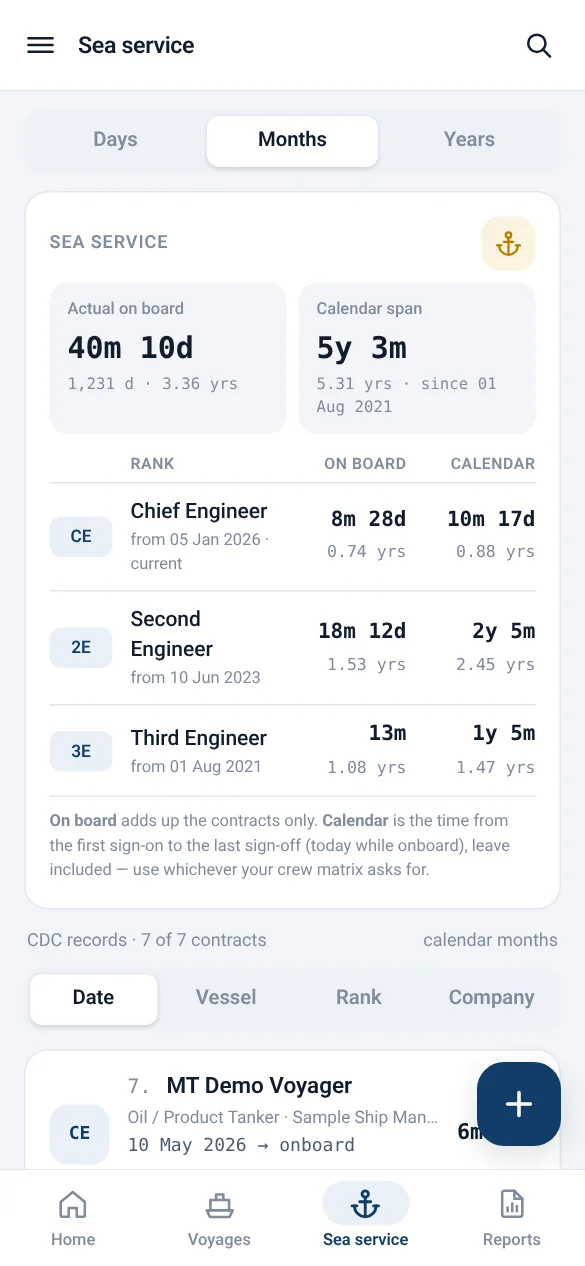 Sea service
Days Months Years
SEA SERVICE
Actual on board
40m 10d
1,231 d · 3.36 yrs
Calendar span
5y 3m
5.31 yrs · since 01
Aug 2021
RANK ON BOARD CALENDAR
CE
Chief Engineer
from 05 Jan 2026 ·
current
8m 28d
0.74 yrs
10m 17d
0.88 yrs
2E
Second
Engineer
from 10 Jun 2023
18m 12d
1.53 yrs
2y 5m
2.45 yrs
3E
Third Engineer
from 01 Aug 2021
13m
1.08 yrs
1y 5m
1.47 yrs
On board adds up the contracts only. Calendar is the time from
the first sign-on to the last sign-off (today while onboard), leave
included — use whichever your crew matrix asks for.
CDC records · 7 of 7 contracts calendar months
Date Vessel Rank Company
CE
7. MT Demo Voyager
Oil / Product Tanker · Sample Ship Man…
10 May 2026 → onboard
6m
Home Voyages Sea service Reports